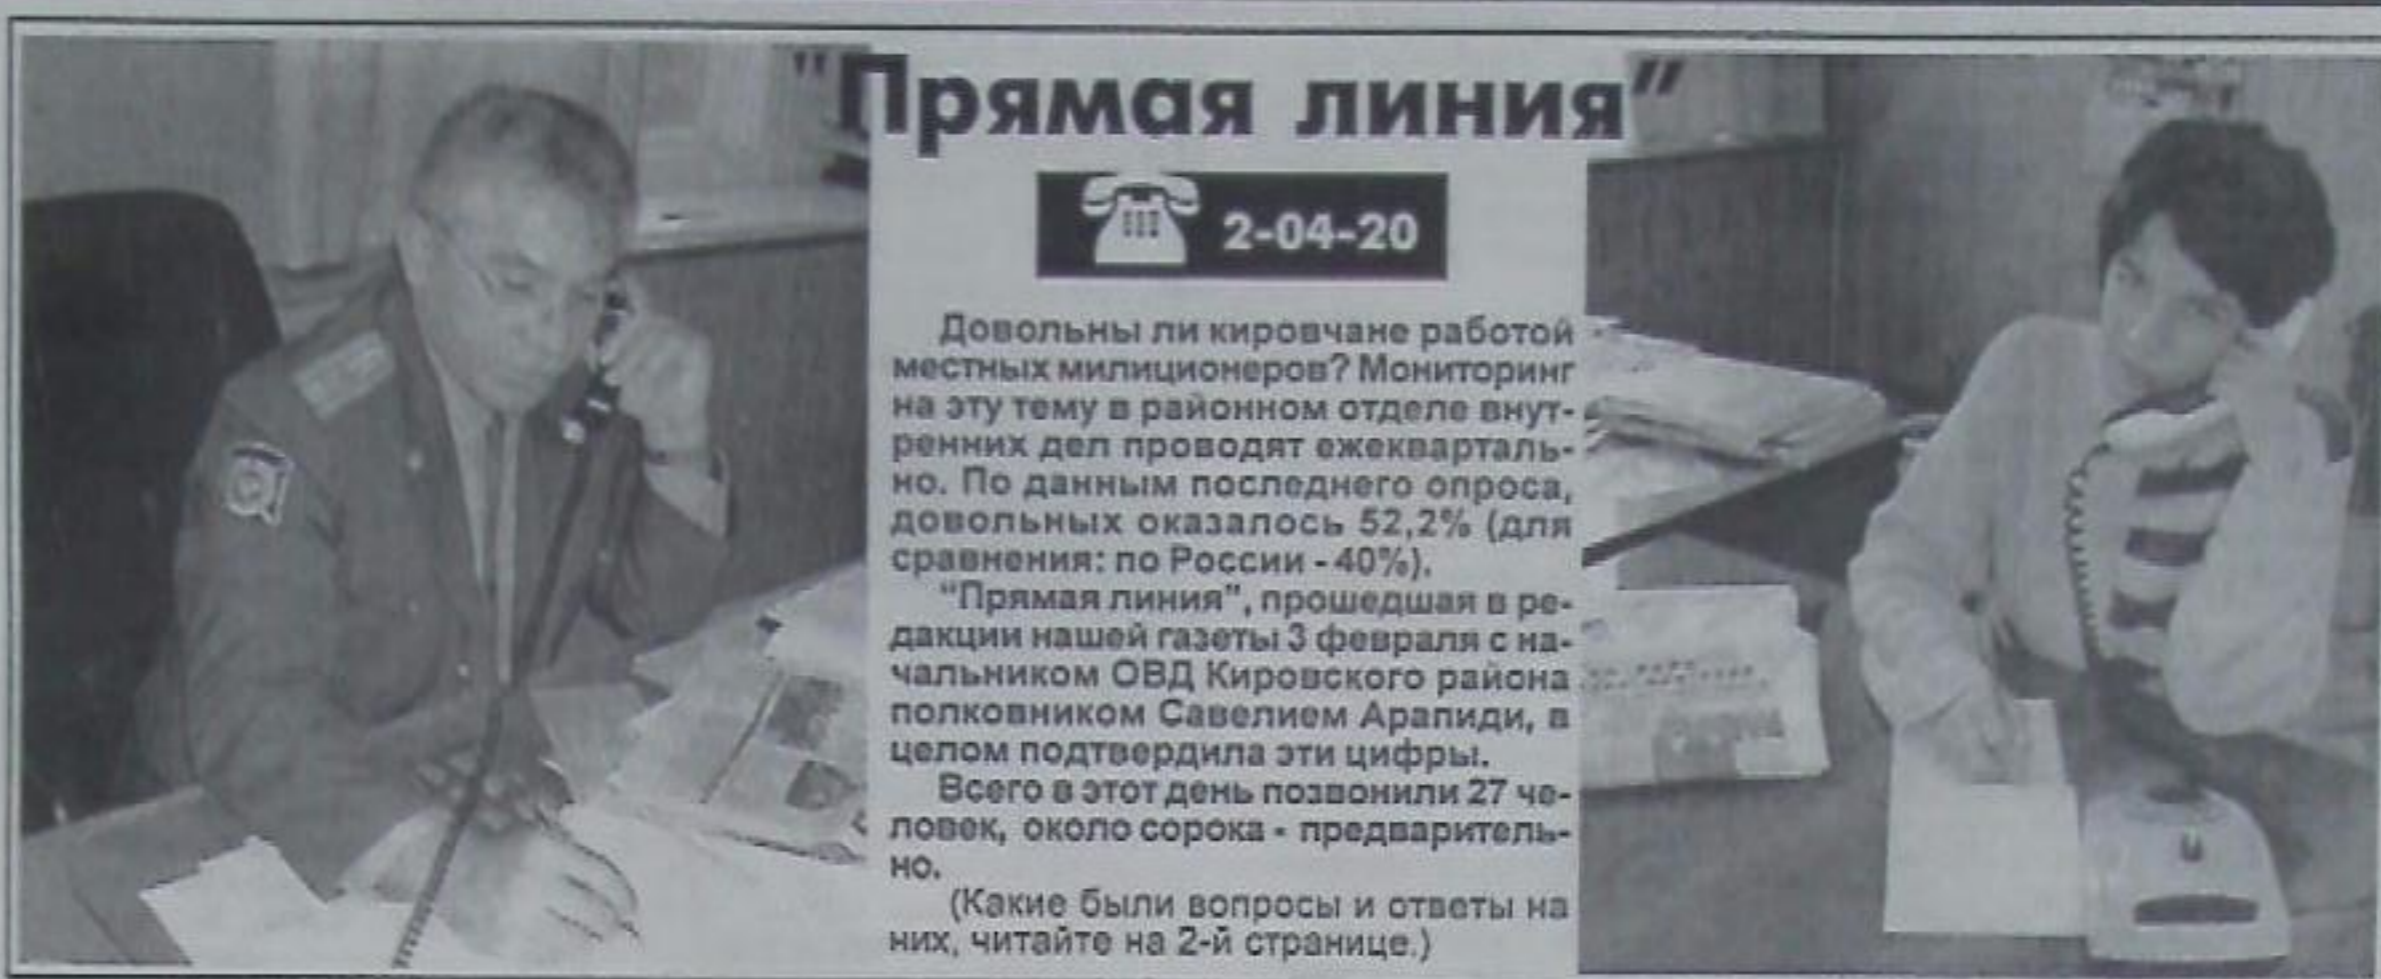 "Прямая линия"
2-04-20
Довольны ли кировчане работой
местных милиционеров? Мониторинг
на эту тему в районном отделе внут-
ренних дел проводят ежекварталь-
но. По данным последнего опроса,
довольных оказалось 52,2% (для
сравнения: по России - 40%).
"Прямая линия", прошедшая в ре-
дакции нашей газеты 3 февраля с на-
чальником ОВД Кировского района
полковником Савелием Арапиди, в
целом подтвердила эти цифры.
Всего в этот день позвонили 27 че-
ловек, около сорока - предваритель-
но.
(Какие были вопросы и ответы на
них, читайте на 2-й странице.)